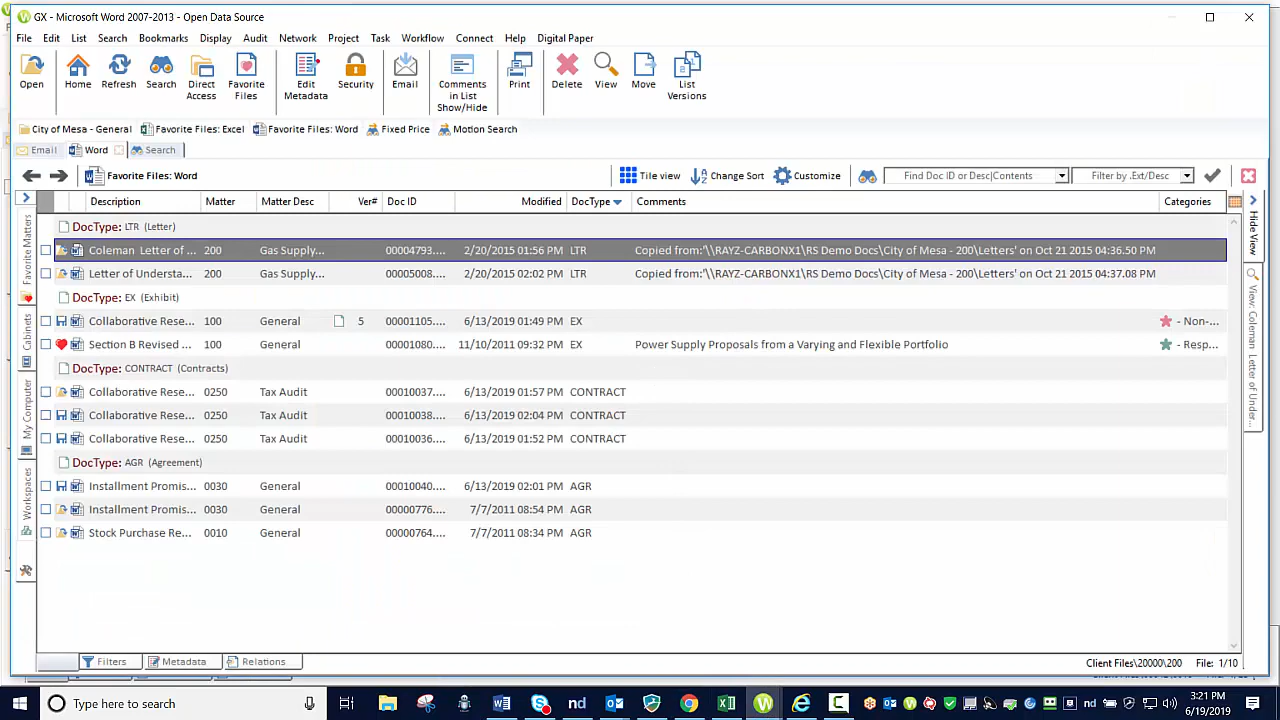 GX - Microsoft Word 2007-2013 - Open Data Source
File Edit List Search Bookmarks Display Audit Network Project Task Workflow Connect Help Digital Paper
Open Home Refresh Search Direct Access Favorite Files Edit Metadata Security Email Comments in List Show/Hide Print Delete View Move List Versions
City of Mesa - General Favorite Files: Excel Favorite Files: Word Fixed Price Motion Search
Email Word Search
Favorite Files: Word Tile view Change Sort Customize Find Doc ID or Desc|Contents Filter by .Ext/Desc
Description Matter Matter Desc Ver# Doc ID Modified DocType Comments Categories
DocType: LTR (Letter)
Coleman Letter of ... 200 Gas Supply... 00004793.... 2/20/2015 01:56 PM LTR Copied from:'\\RAYZ-CARBONX1\RS Demo Docs\City of Mesa - 200\Letters' on Oct 21 2015 04:36.50 PM
Letter of Understa... 200 Gas Supply... 00005008.... 2/20/2015 02:02 PM LTR Copied from:'\\RAYZ-CARBONX1\RS Demo Docs\City of Mesa - 200\Letters' on Oct 21 2015 04:37.08 PM
DocType: EX (Exhibit)
Collaborative Rese... 100 General 5 00001105.... 6/13/2019 01:49 PM EX - Non-...
Section B Revised ... 100 General 00001080.... 11/10/2011 09:32 PM EX Power Supply Proposals from a Varying and Flexible Portfolio - Resp...
DocType: CONTRACT (Contracts)
Collaborative Rese... 0250 Tax Audit 00010037.... 6/13/2019 01:57 PM CONTRACT
Collaborative Rese... 0250 Tax Audit 00010038.... 6/13/2019 02:04 PM CONTRACT
Collaborative Rese... 0250 Tax Audit 00010036.... 6/13/2019 01:52 PM CONTRACT
DocType: AGR (Agreement)
Installment Promis... 0030 General 00010040.... 6/13/2019 02:01 PM AGR
Installment Promis... 0030 General 00000776.... 7/7/2011 08:54 PM AGR
Stock Purchase Re... 0010 General 00000764.... 7/7/2011 08:34 PM AGR
Favorite Matters
Cabinets
My Computer
Workspaces
Hide View
View: Coleman Letter of Under...
Filters Metadata Relations Client Files\20000\200 File: 1/10
Type here to search nd nd 3:21 PM
6/19/2019